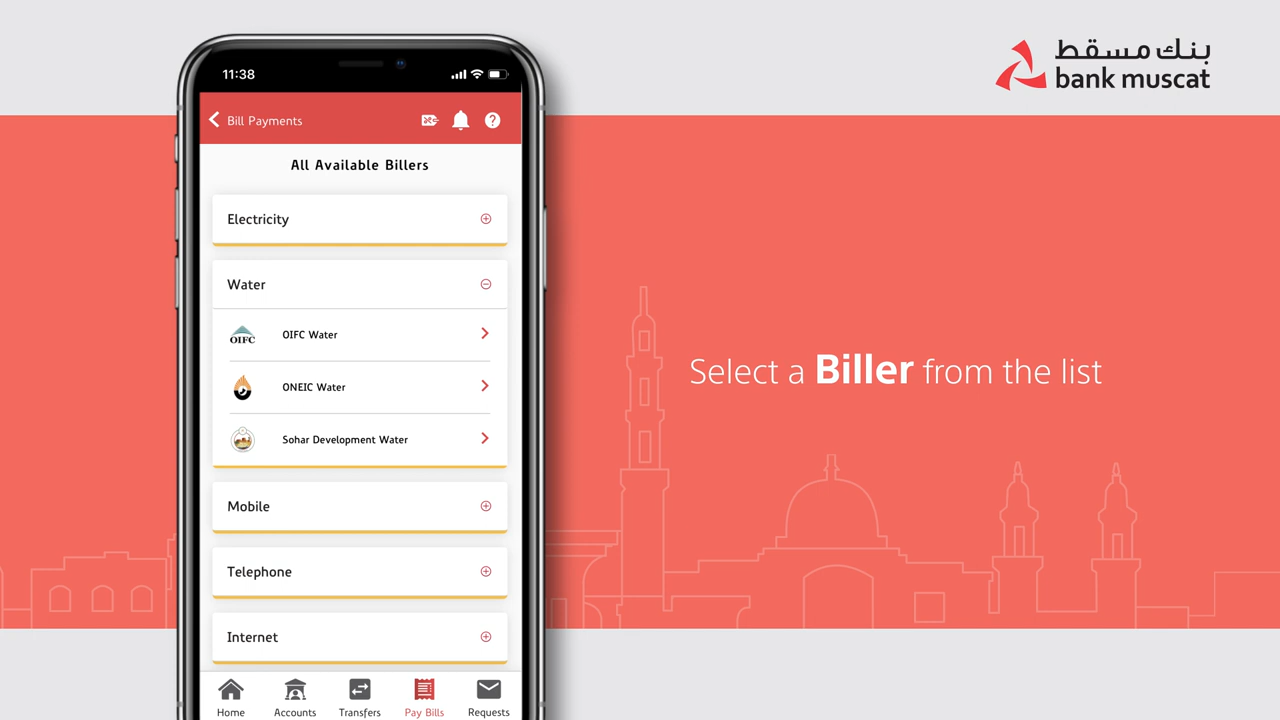 بنك مسقط
bank muscat
11:38
Bill Payments
All Available Billers
Electricity
Water
OIFC
OIFC Water
ONEIC Water
Sohar Development Water
Mobile
Telephone
Internet
Home
Accounts
Transfers
Pay Bills
Requests
Select a Biller from the list